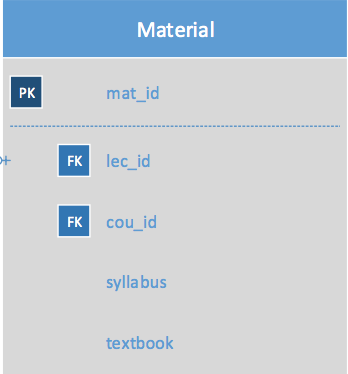 Material
PK mat_id
FK lec_id
FK cou_id
syllabus
textbook